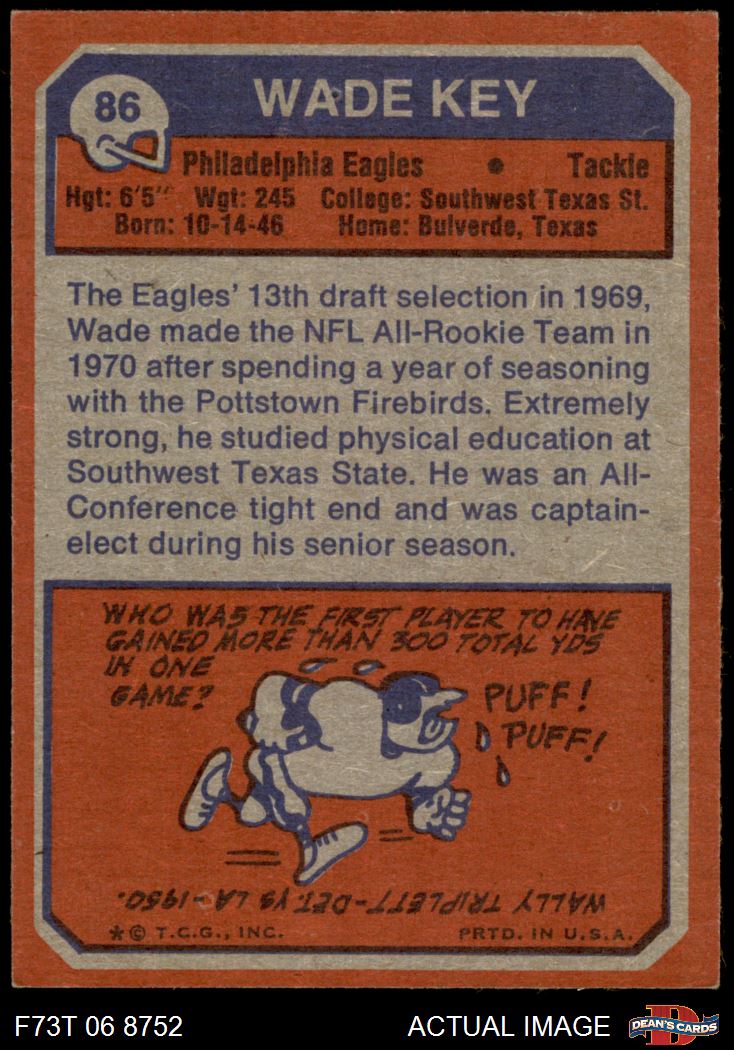 86
WADE KEY
Philadelphia Eagles • Tackle
Hgt: 6'5" Wgt: 245 College: Southwest Texas St.
Born: 10-14-46 Home: Bulverde, Texas
The Eagles' 13th draft selection in 1969,
Wade made the NFL All-Rookie Team in
1970 after spending a year of seasoning
with the Pottstown Firebirds. Extremely
strong, he studied physical education at
Southwest Texas State. He was an All-
Conference tight end and was captain-
elect during his senior season.
WHO WAS THE FIRST PLAYER TO HAVE
GAINED MORE THAN 300 TOTAL YDS
IN ONE
GAME?
PUFF!
PUFF!
WALLY TRIPLETT-DET. VS LA-1950.
*© T.C.G., INC. PRTD. IN U.S.A.
F73T 06 8752 ACTUAL IMAGE
D
DEAN'S CARDS